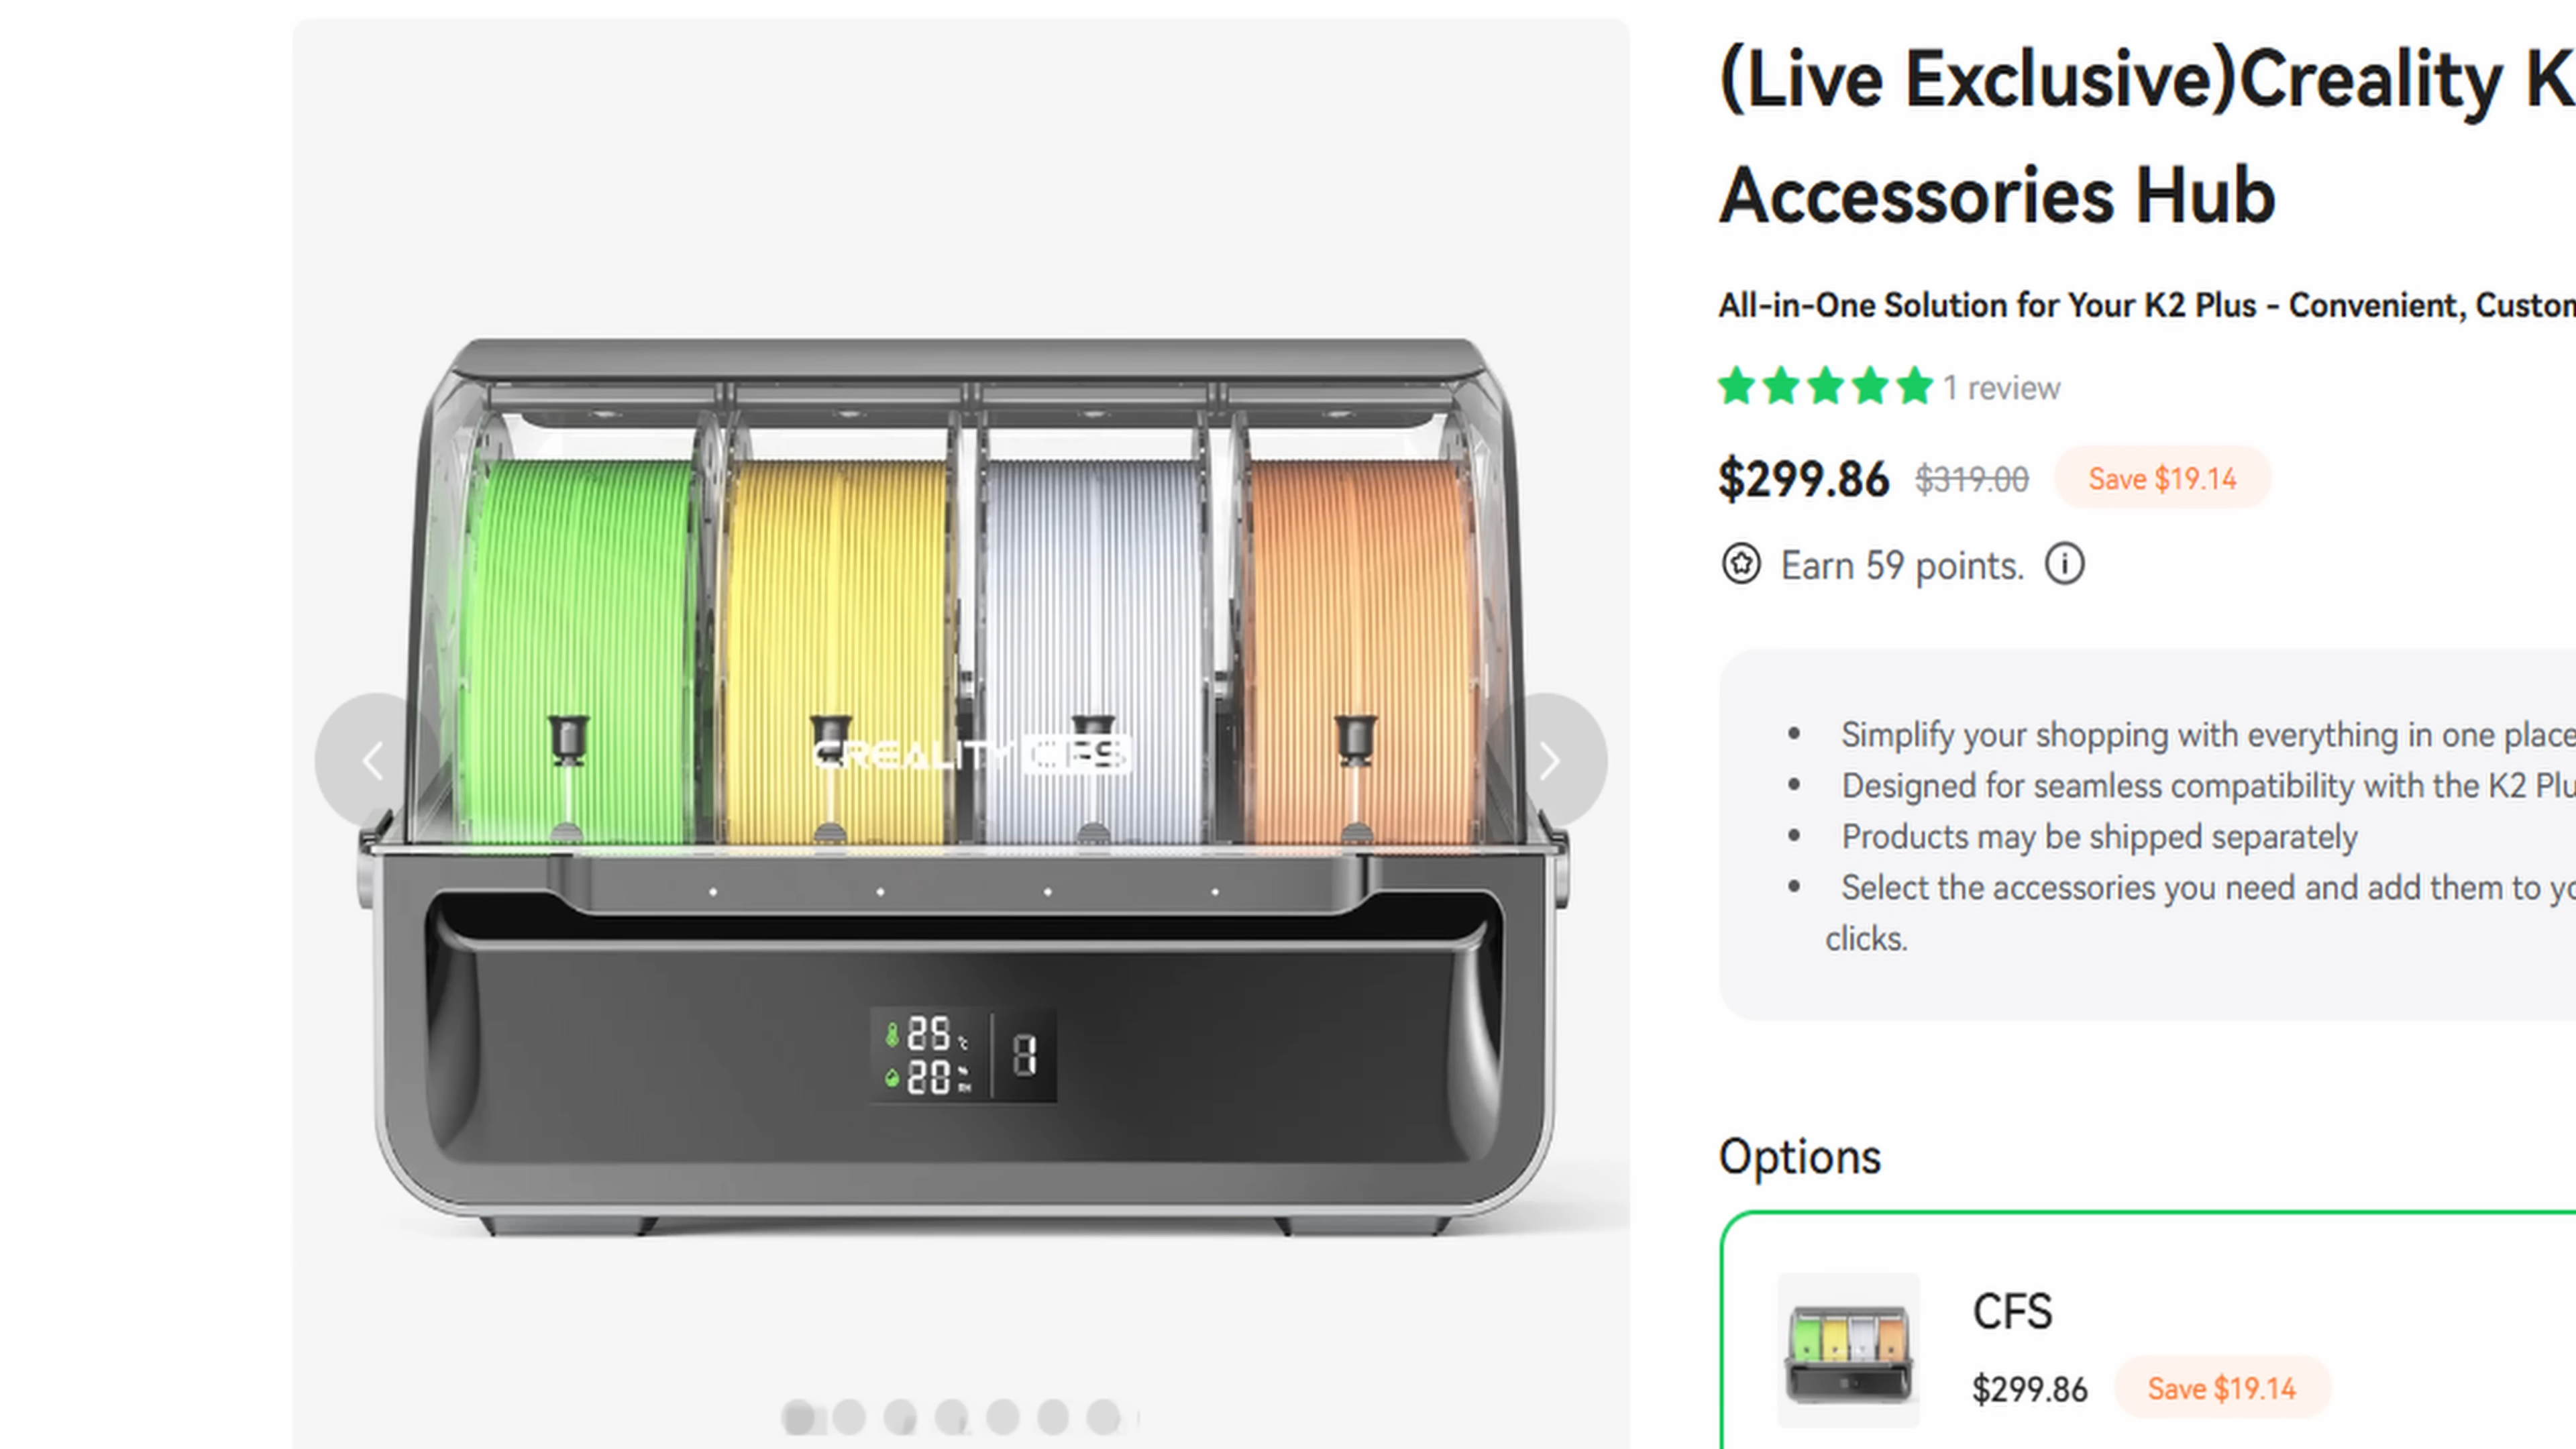 (Live Exclusive)Creality K
Accessories Hub
All-in-One Solution for Your K2 Plus - Convenient, Custom
1 review
$299.86 $319.00 Save $19.14
Earn 59 points.
Simplify your shopping with everything in one place
Designed for seamless compatibility with the K2 Plu
Products may be shipped separately
Select the accessories you need and add them to yo
clicks.
Options
CFS
$299.86 Save $19.14
CREALITY CFS
25 °C
20 % RH
1